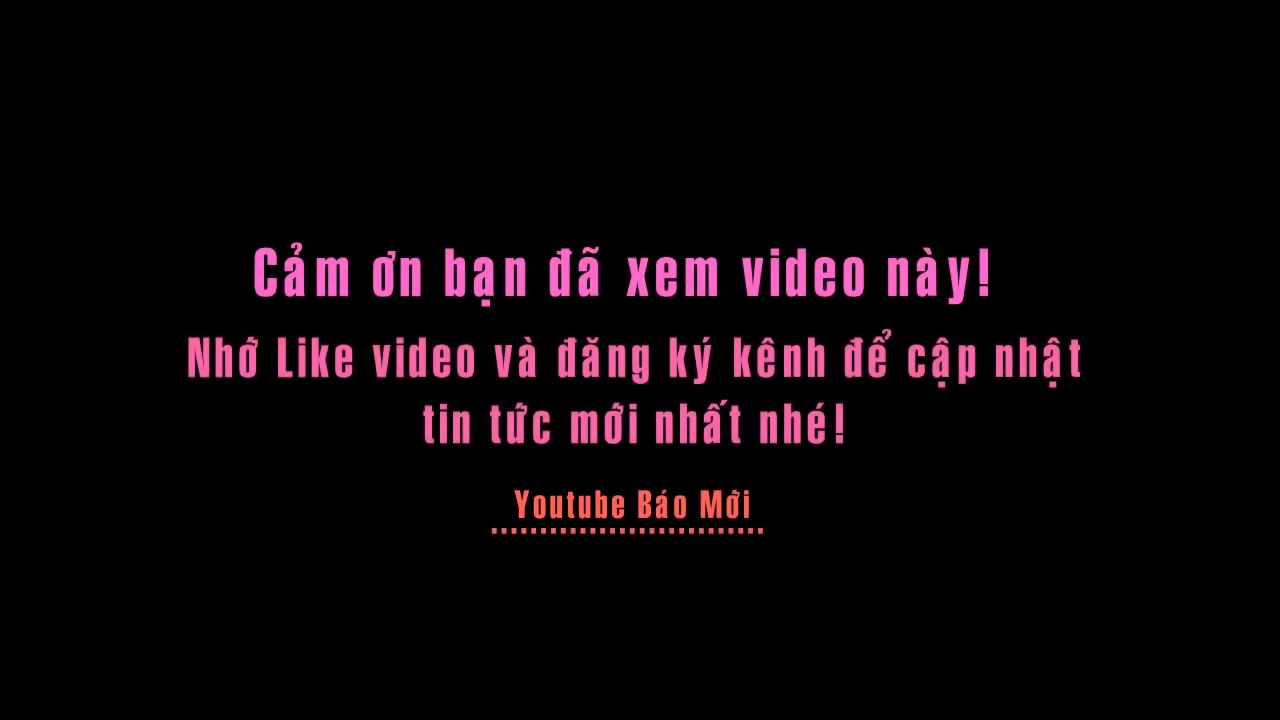 Cảm ơn bạn đã xem video này!
Nhớ Like video và đăng ký kênh để cập nhật
tin tức mới nhất nhé!
Youtube Báo Mới